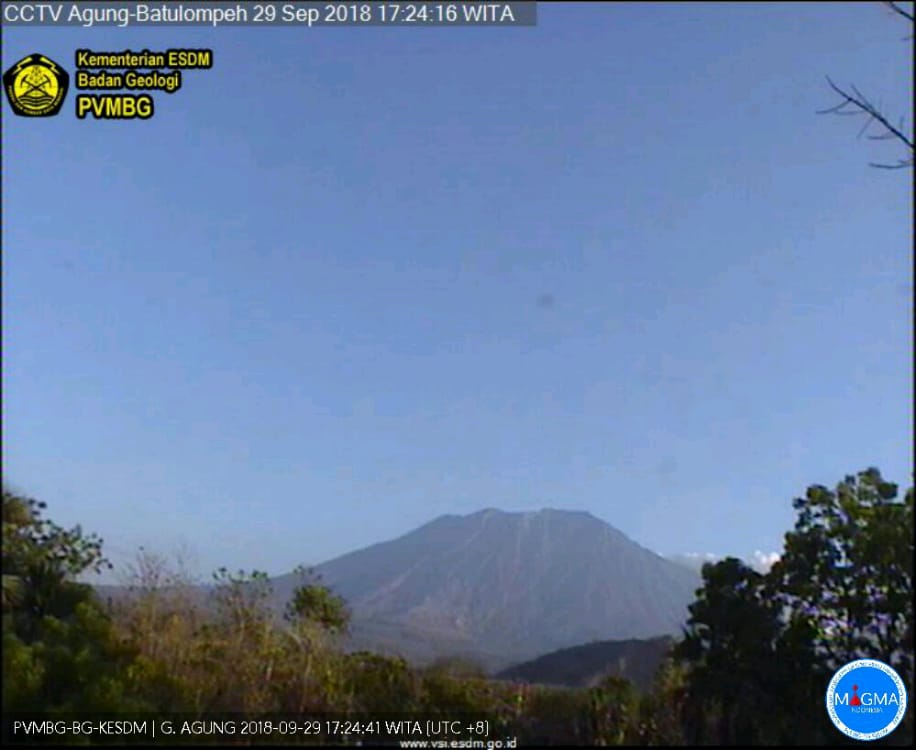 CCTV Agung-Batulompeh 29 Sep 2018 17:24:16 WITA
Kementerian ESDM
Badan Geologi
PVMBG
MAGMA
INDONESIA
PVMBG-BG-KESDM | G. AGUNG 2018-09-29 17:24:41 WITA (UTC +8)
www.vsi.esdm.go.id